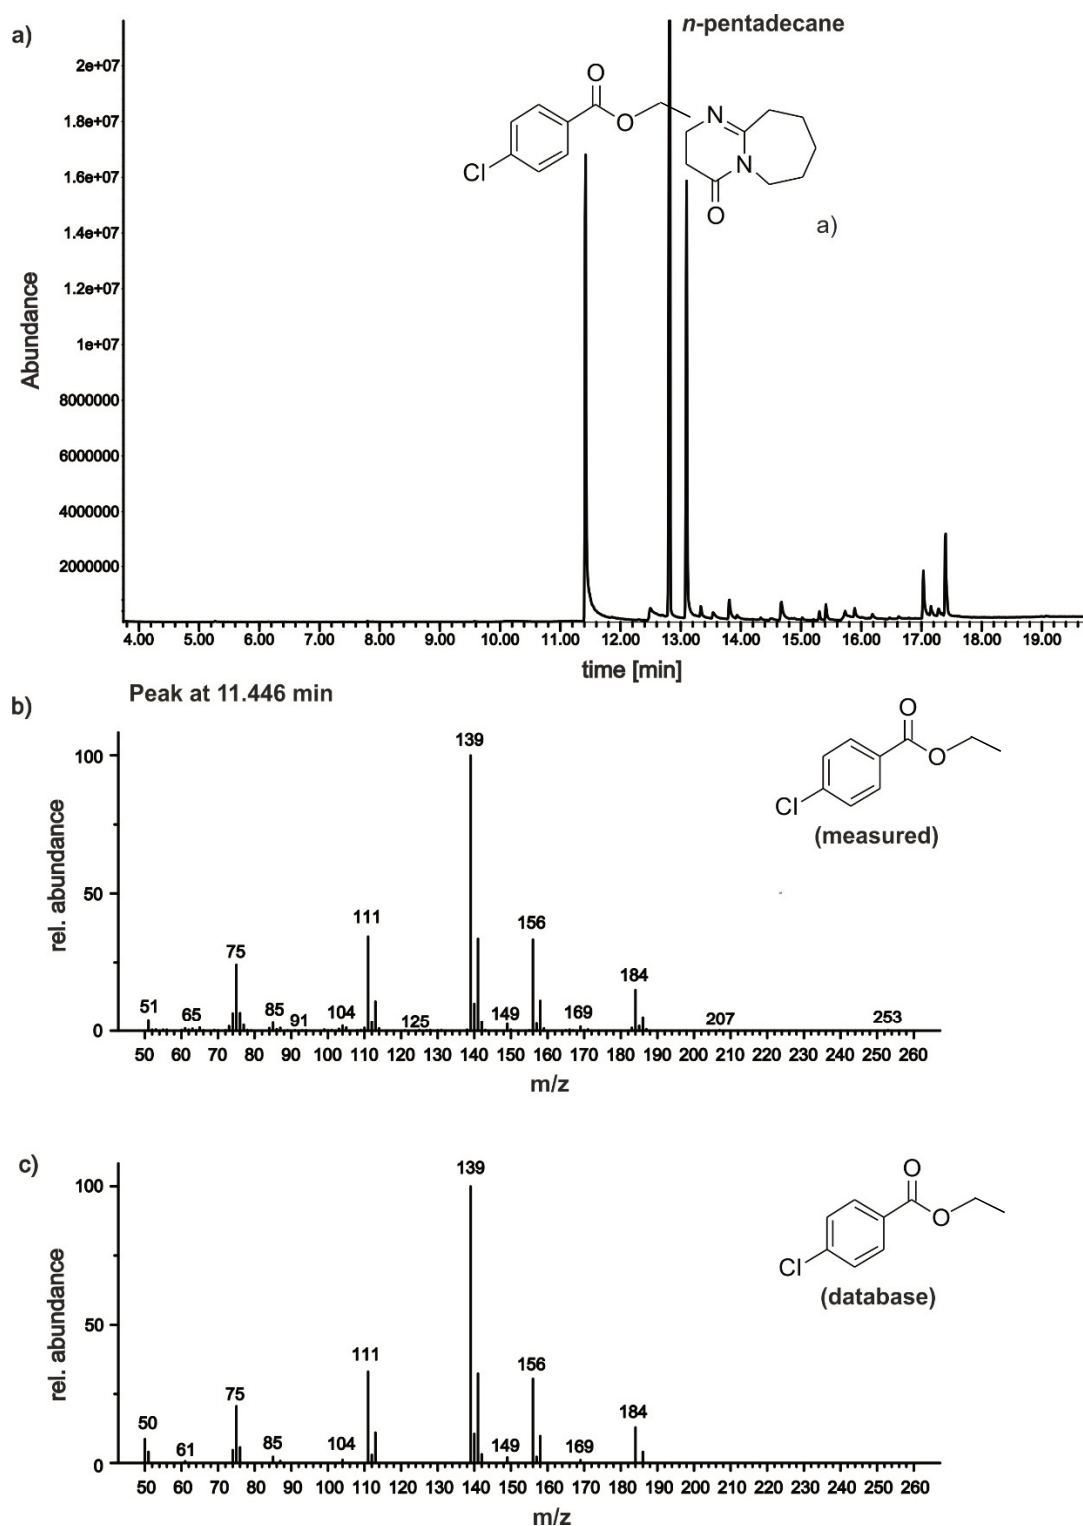 a)
n-pentadecane
2e+07
1.8e+07
1.6e+07
1.4e+07
1.2e+07
1e+07
8000000
6000000
4000000
2000000
Abundance
O
O
Cl
N
N
O
a)
4.00 5.00 6.00 7.00 8.00 9.00 10.00 11.00 12.00 13.00 14.00 15.00 16.00 17.00 18.00 19.00
time [min]
Peak at 11.446 min
b)
O
O
Cl
(measured)
100
50
0
rel. abundance
51 65 75 85 91 104 111 125 139 149 156 169 184 207 253
50 60 70 80 90 100 110 120 130 140 150 160 170 180 190 200 210 220 230 240 250 260
m/z
c)
O
O
Cl
(database)
100
50
0
rel. abundance
50 61 75 85 104 111 139 149 156 169 184
50 60 70 80 90 100 110 120 130 140 150 160 170 180 190 200 210 220 230 240 250 260
m/z